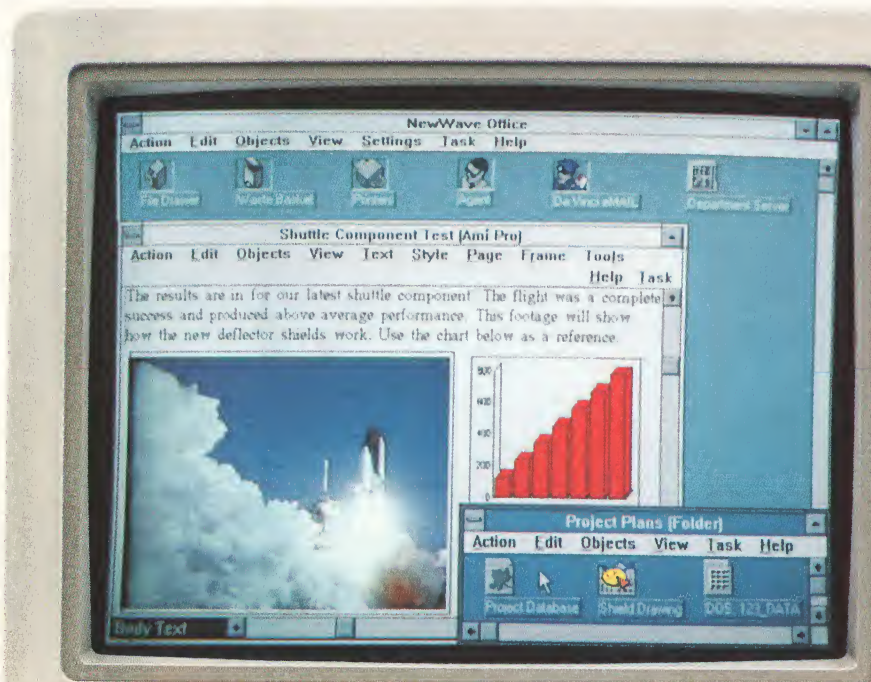 NewWave Office
Action Edit Objects View Settings Task Help
File Drawer Waste Basket Printers Agent DaVinci eMAIL Department Server
Shuttle Component Test (Ami Pro)
Action Edit Objects View Text Style Page Frame Tools
Help Task
The results are in for our latest shuttle component. The flight was a complete
success and produced above average performance. This footage will show
how the new deflector shields work. Use the chart below as a reference.
800
600
400
200
0
Project Plans (Folder)
Action Edit Objects View Task Help
Project Database Shield Drawing DOS_123_DATA
Body Text